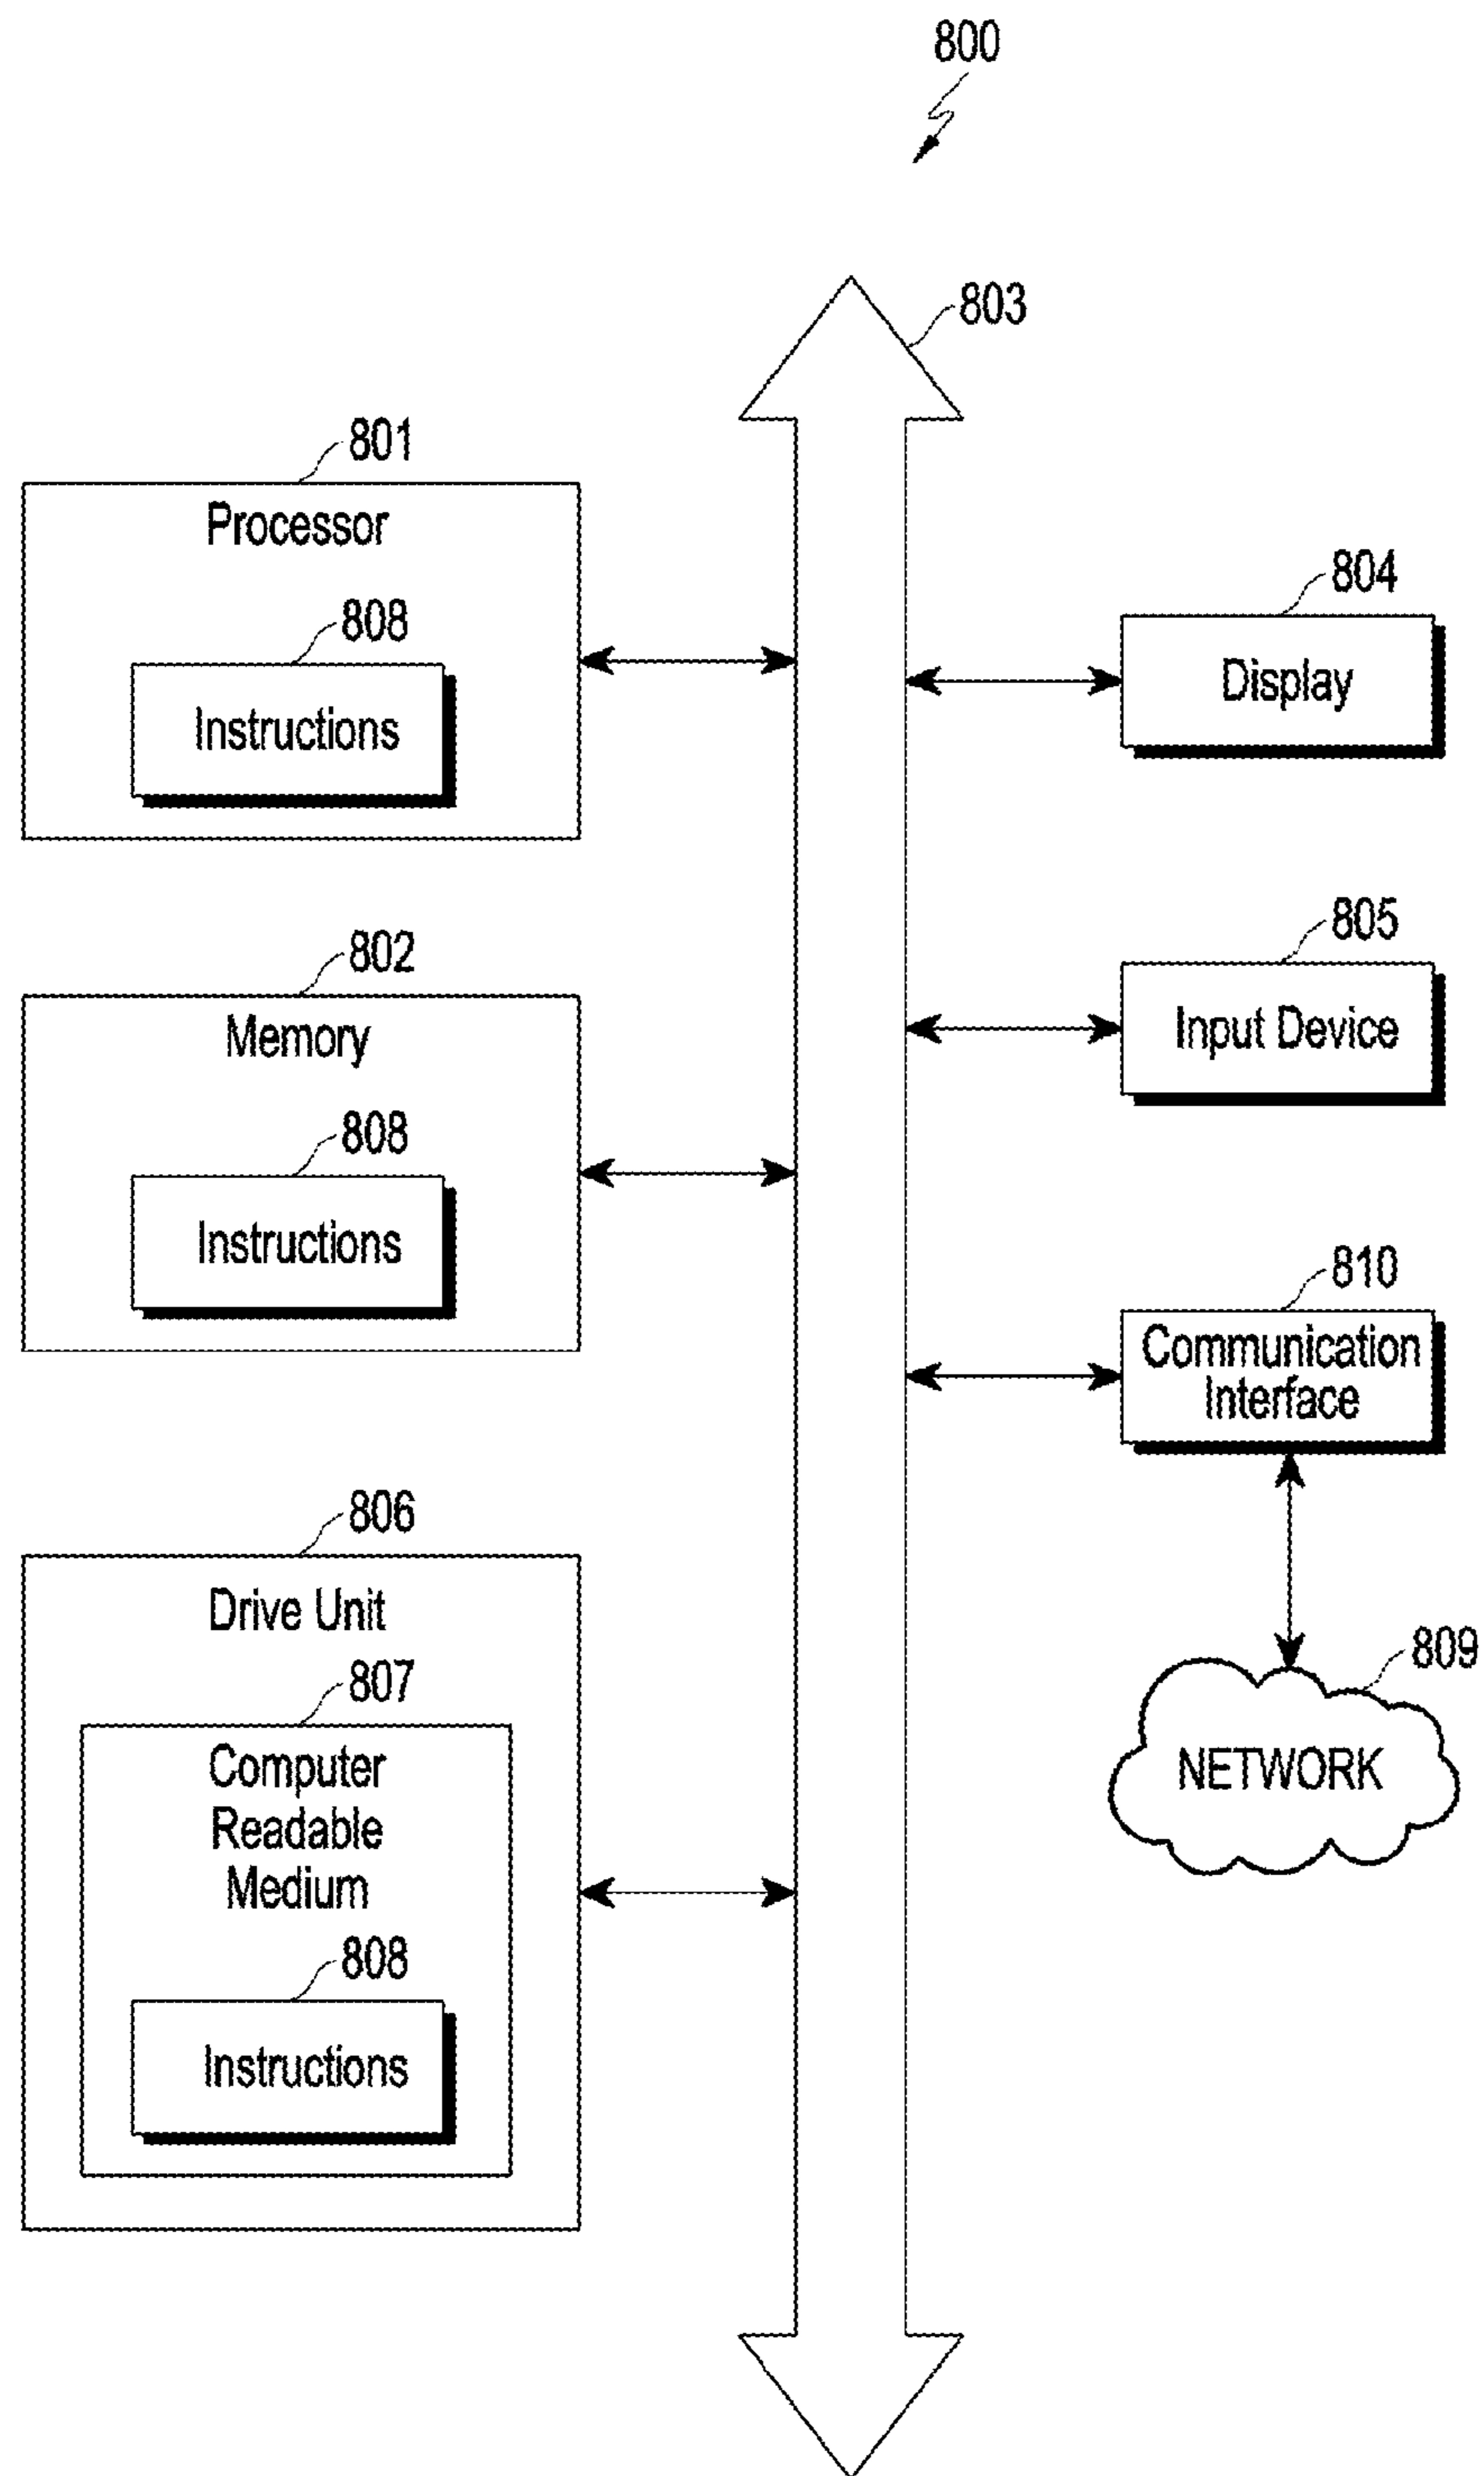 800
803
801
Processor
808
Instructions
804
Display
802
Memory
808
Instructions
805
Input Device
810
Communication
Interface
806
Drive Unit
807
Computer
Readable
Medium
808
Instructions
809
NETWORK